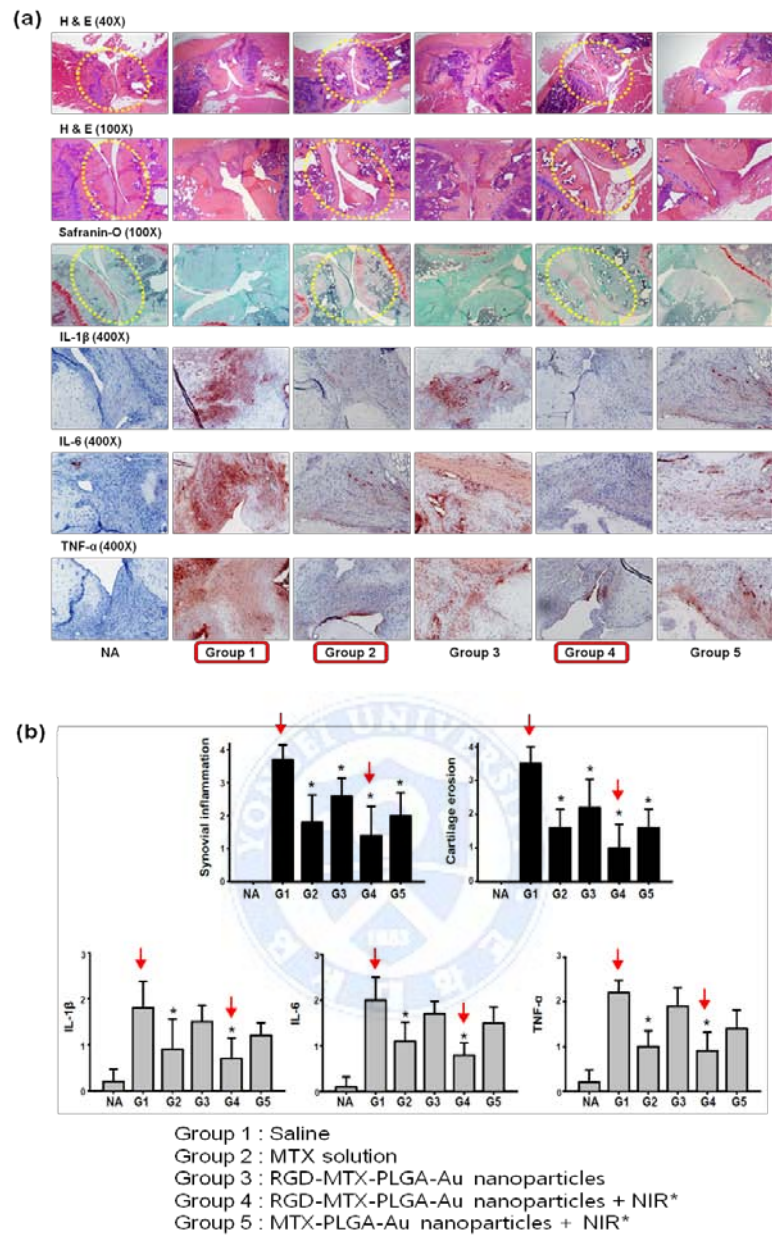 (a)
H & E (40X)
H & E (100X)
Safranin-O (100X)
IL-1β (400X)
IL-6 (400X)
TNF-α (400X)
NA Group 1 Group 2 Group 3 Group 4 Group 5
(b)
YONSEI UNIVERSITY
1885
Synovial inflammation
4
3
2
1
0
NA G1 G2 G3 G4 G5
* * * *
Cartilage erosion
4
3
2
1
0
NA G1 G2 G3 G4 G5
* * * *
IL-1β
3
2
1
0
NA G1 G2 G3 G4 G5
* *
IL-6
3
2
1
0
NA G1 G2 G3 G4 G5
* *
TNF-α
3
2
1
0
NA G1 G2 G3 G4 G5
* *
Group 1 : Saline
Group 2 : MTX solution
Group 3 : RGD-MTX-PLGA-Au nanoparticles
Group 4 : RGD-MTX-PLGA-Au nanoparticles + NIR*
Group 5 : MTX-PLGA-Au nanoparticles + NIR*